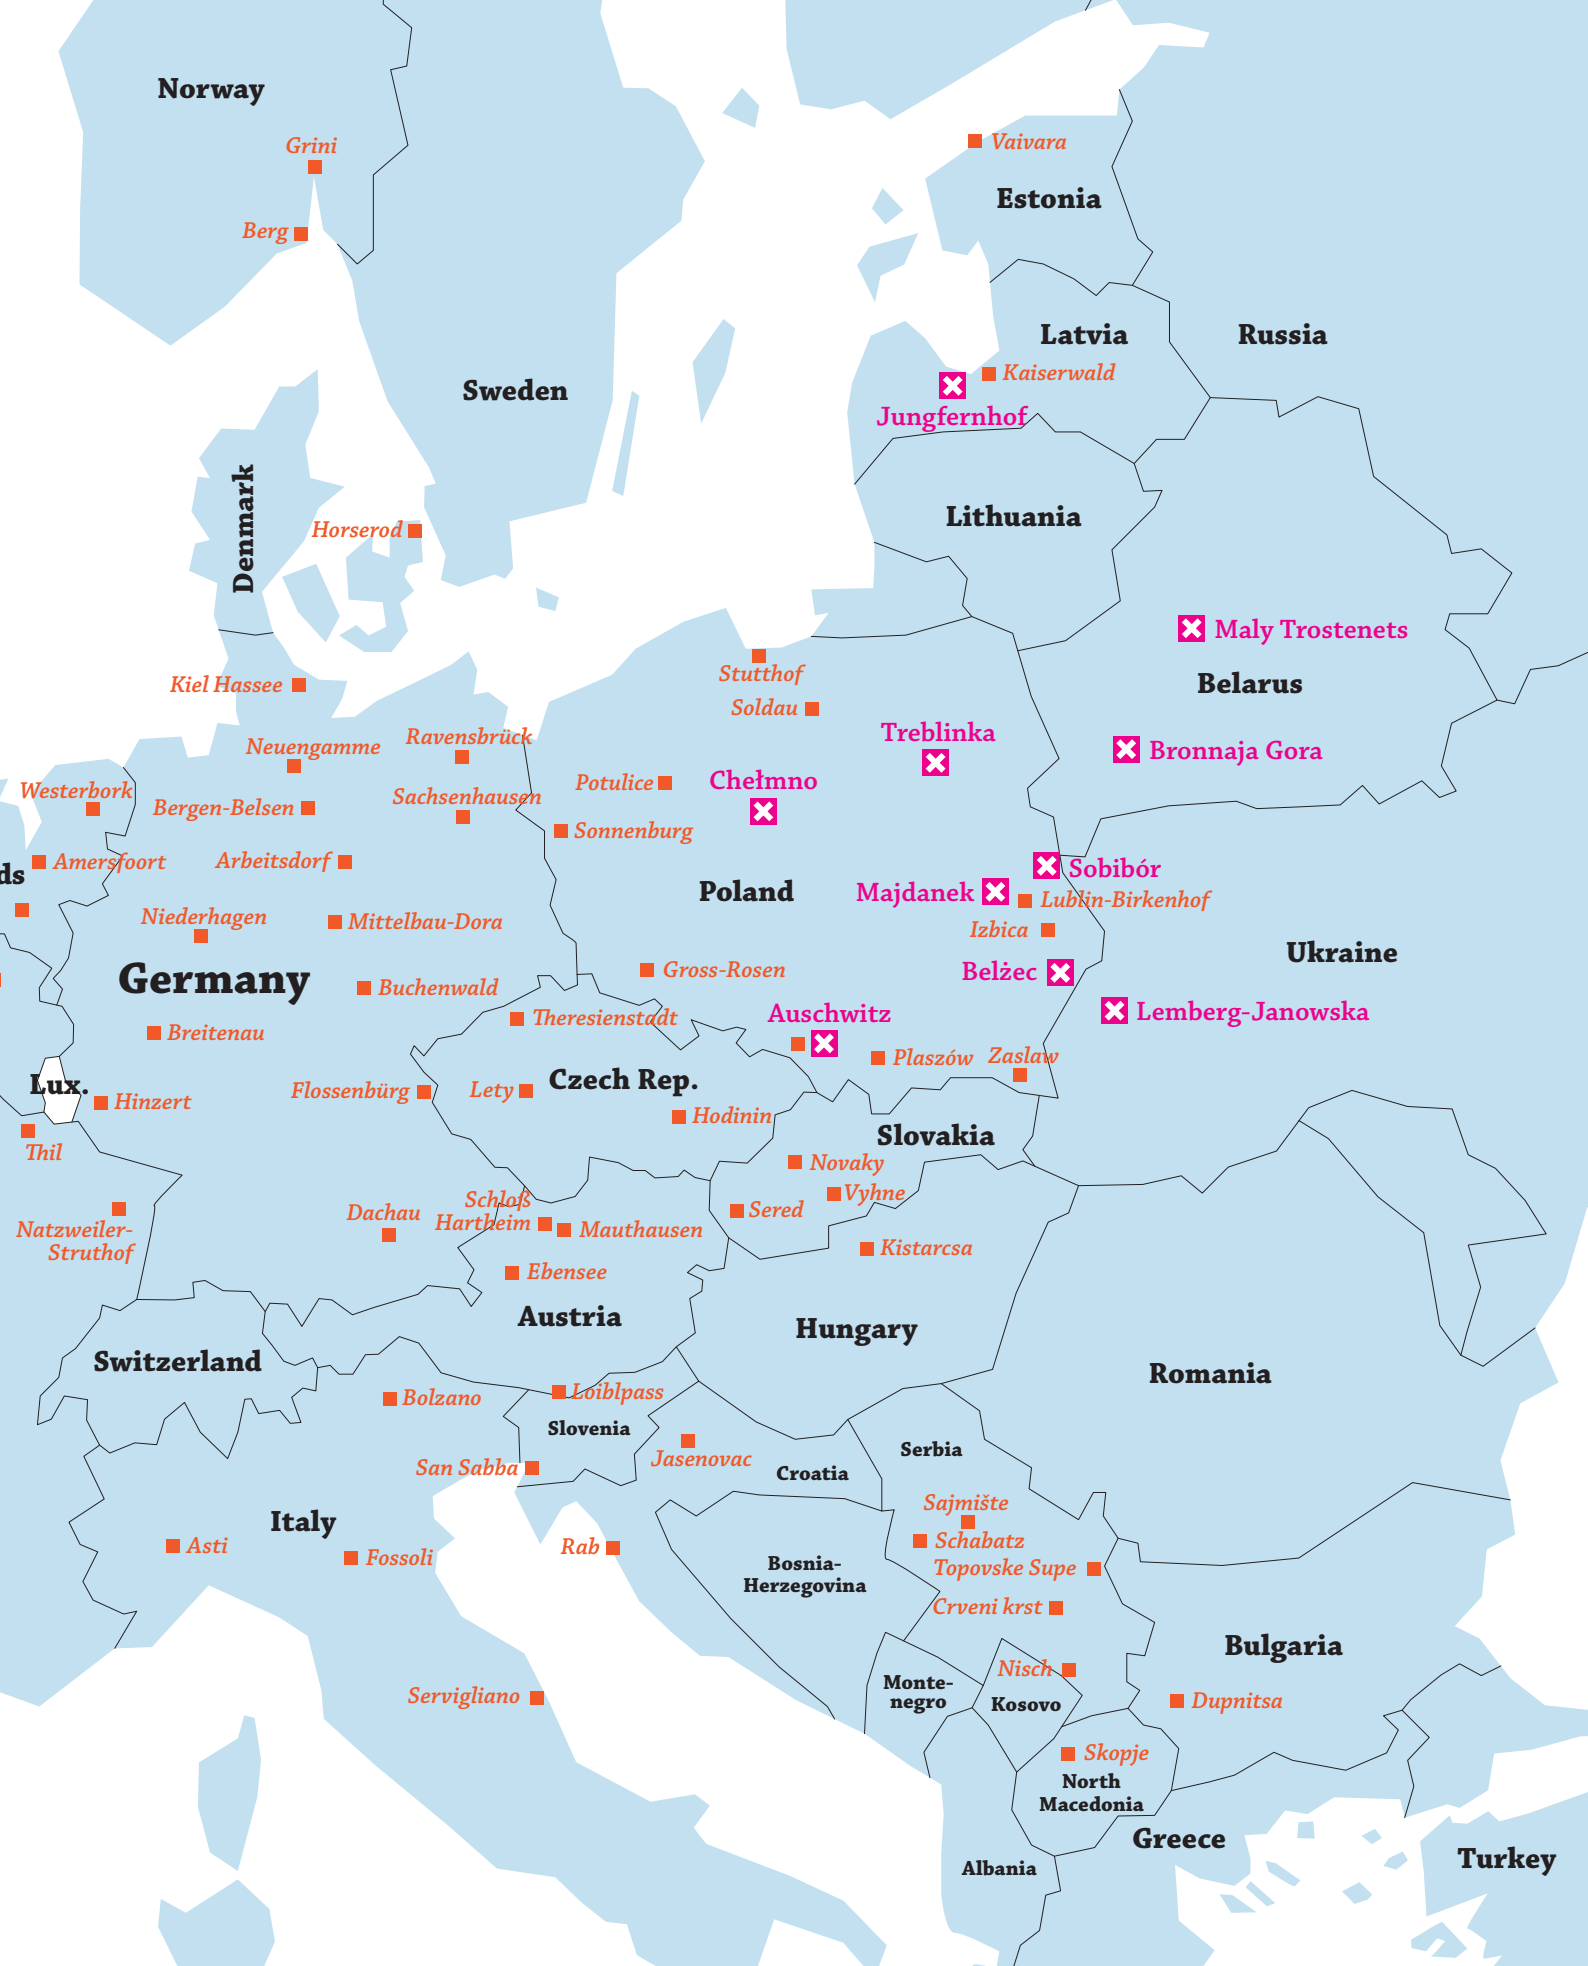 Norway
Grini
Berg
Vaivara
Estonia
Latvia
Russia
Kaiserwald
Jungfernhof
Sweden
Denmark
Horserod
Lithuania
Maly Trostenets
Belarus
Bronnaja Gora
Kiel Hassee
Stutthof
Soldau
Treblinka
Neuengamme
Ravensbrück
Westerbork
Bergen-Belsen
Sachsenhausen
Potulice
Chełmno
Sonnenburg
ds
Amersfoort
Arbeitsdorf
Poland
Majdanek
Sobibór
Lublin-Birkenhof
Niederhagen
Mittelbau-Dora
Izbica
Ukraine
Germany
Buchenwald
Gross-Rosen
Belżec
Lemberg-Janowska
Breitenau
Theresienstadt
Auschwitz
Plaszów
Zaslaw
Lux.
Hinzert
Flossenbürg
Lety
Czech Rep.
Hodinin
Slovakia
Thil
Novaky
Vyhne
Sered
Natzweiler-
Struthof
Dachau
Schloß
Hartheim
Mauthausen
Kistarcsa
Ebensee
Austria
Hungary
Switzerland
Romania
Bolzano
Loiblpass
Slovenia
Jasenovac
Serbia
San Sabba
Croatia
Italy
Sajmište
Asti
Fossoli
Rab
Schabatz
Bosnia-
Herzegovina
Topovske Supe
Crveni krst
Bulgaria
Nisch
Monte-
negro
Kosovo
Servigliano
Dupnitsa
Skopje
North
Macedonia
Greece
Albania
Turkey